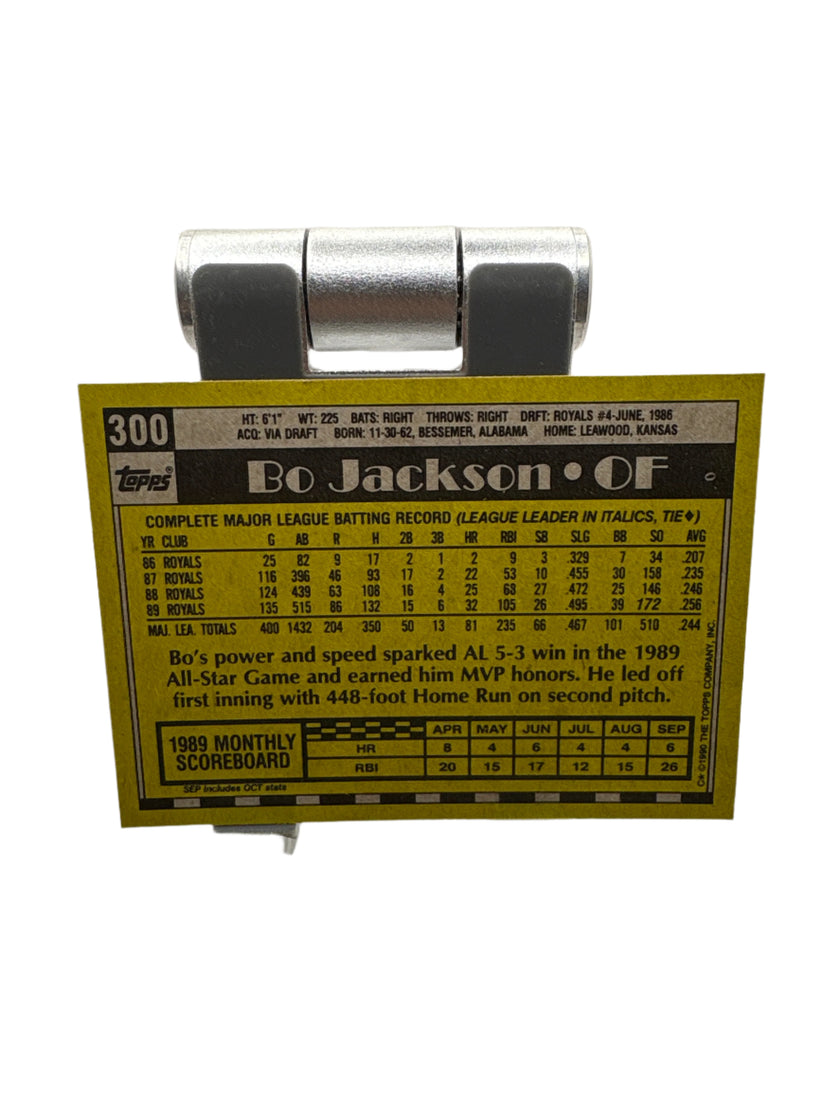 300
HT: 6'1" WT: 225 BATS: RIGHT THROWS: RIGHT DRFT: ROYALS #4-JUNE, 1986
ACQ: VIA DRAFT BORN: 11-30-62, BESSEMER, ALABAMA HOME: LEAWOOD, KANSAS
topps®
Bo Jackson • OF
COMPLETE MAJOR LEAGUE BATTING RECORD (LEAGUE LEADER IN ITALICS, TIE♦)
YR CLUB G AB R H 2B 3B HR RBI SB SLG BB SO AVG
86 ROYALS 25 82 9 17 2 1 2 9 3 .329 7 34 .207
87 ROYALS 116 396 46 93 17 2 22 53 10 .455 30 158 .235
88 ROYALS 124 439 63 108 16 4 25 68 27 .472 25 146 .246
89 ROYALS 135 515 86 132 15 6 32 105 26 .495 39 172 .256
MAJ. LEA. TOTALS 400 1432 204 350 50 13 81 235 66 .467 101 510 .244
Bo's power and speed sparked AL 5-3 win in the 1989
All-Star Game and earned him MVP honors. He led off
first inning with 448-foot Home Run on second pitch.
1989 MONTHLY
SCOREBOARD
APR MAY JUN JUL AUG SEP
HR 8 4 6 4 4 6
RBI 20 15 17 12 15 26
SEP includes OCT stats
C* ©1990 THE TOPPS COMPANY, INC.